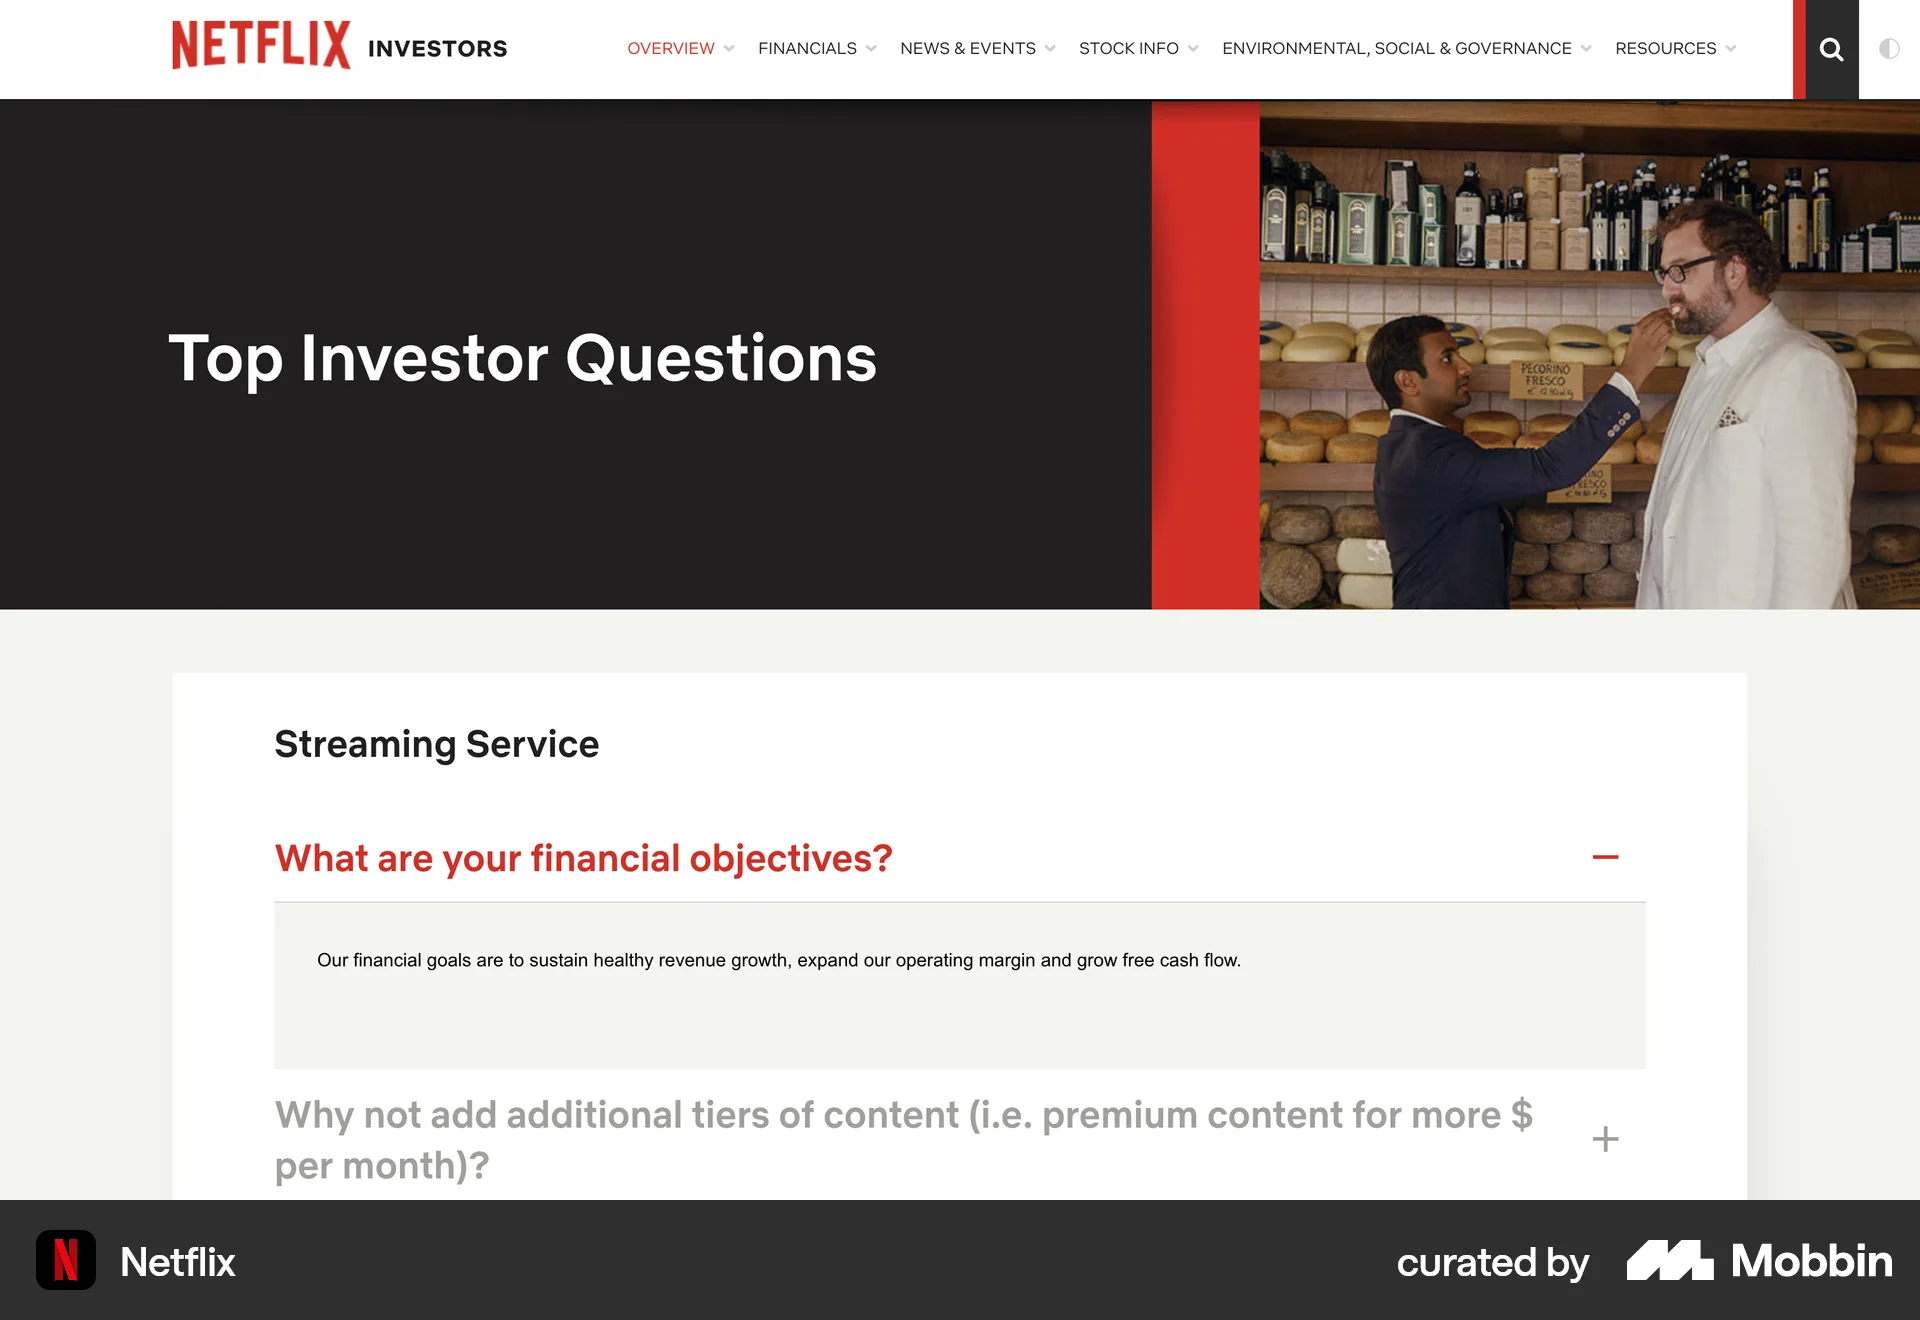 NETFLIX INVESTORS
OVERVIEW FINANCIALS NEWS & EVENTS STOCK INFO ENVIRONMENTAL, SOCIAL & GOVERNANCE RESOURCES
Top Investor Questions
PECORINO
FRESCO
Streaming Service
What are your financial objectives?
Our financial goals are to sustain healthy revenue growth, expand our operating margin and grow free cash flow.
Why not add additional tiers of content (i.e. premium content for more $
per month)?
N Netflix
curated by Mobbin